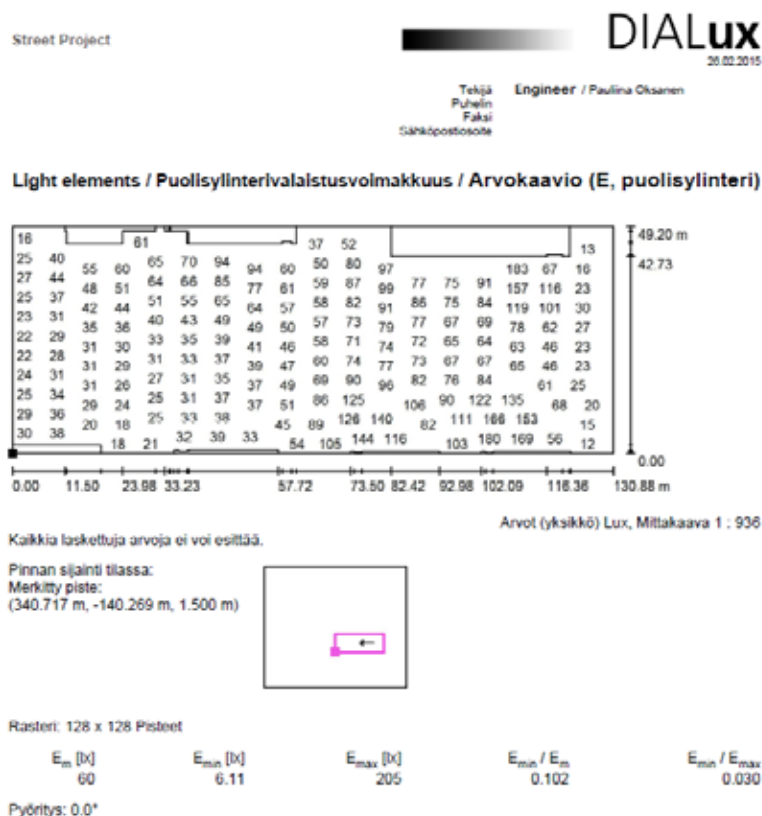 Street Project
DIALux
26.02.2015
Tekijä Engineer / Pauliina Oksanen
Puhelin
Faksi
Sähköpostiosoite
Light elements / Puolisylinterivalaistusvoimakkuus / Arvokaavio (E, puolisylinteri)
16 61 37 52 13 49.20 m
25 40 55 60 65 70 94 94 60 50 80 97 183 67 16 42.73
27 44 48 51 64 66 85 77 61 59 87 99 77 75 91 157 116 23
25 37 42 44 51 55 65 64 57 58 82 91 86 75 84 119 101 30
23 31 35 36 40 43 49 49 50 57 73 79 77 67 69 78 62 27
22 29 31 30 33 35 39 41 46 58 71 74 72 65 64 63 46 23
22 28 31 29 31 33 37 39 47 60 74 77 73 67 67 65 46 23
24 31 31 26 27 31 35 37 49 69 90 96 82 76 84 61 25
25 34 29 24 25 31 37 37 51 86 125 106 90 122 135 68 20
29 36 20 18 25 33 38 45 89 126 140 82 111 166 153 15
30 38 18 21 32 39 33 54 105 144 116 103 180 169 56 12
0.00
0.00 11.50 23.98 33.23 57.72 73.50 82.42 92.98 102.09 116.36 130.88 m
Arvot (yksikkö) Lux, Mittakaava 1 : 936
Kaikkia laskettuja arvoja ei voi esittää.
Pinnan sijainti tilassa:
Merkitty piste:
(340.717 m, -140.269 m, 1.500 m)
Rasteri: 128 x 128 Pisteet
Em [lx] Emin [lx] Emax [lx] Emin / Em Emin / Emax
60 6.11 205 0.102 0.030
Pyöritys: 0.0°